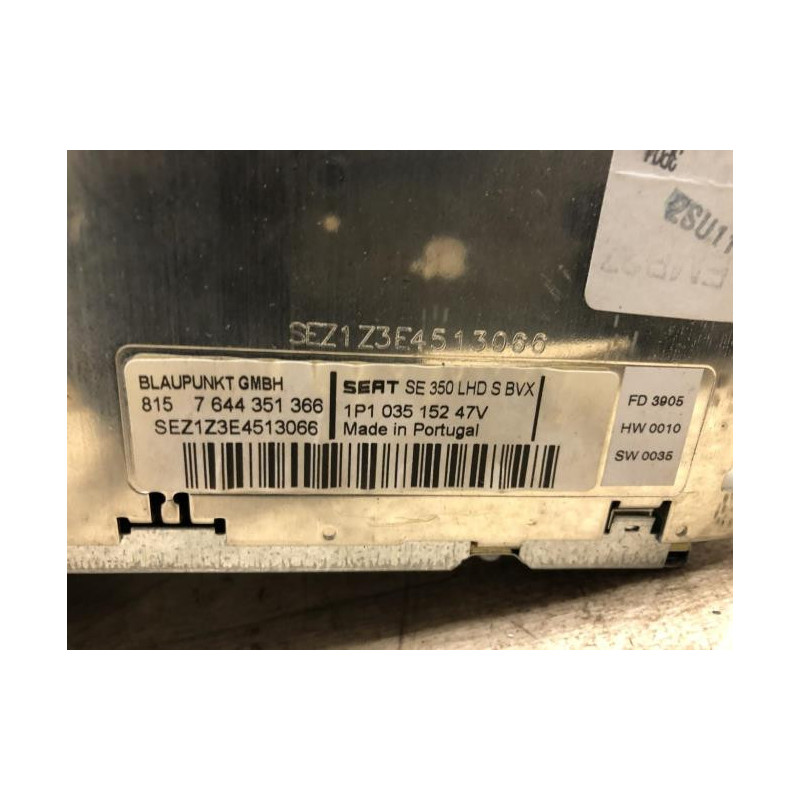 2SU11
SEZ1Z3E4513066
BLAUPUNKT GMBH
815 7 644 351 366
SEZ1Z3E4513066
SEAT SE 350 LHD S BVX
1P1 035 152 47V
Made in Portugal
FD 3905
HW 0010
SW 0035